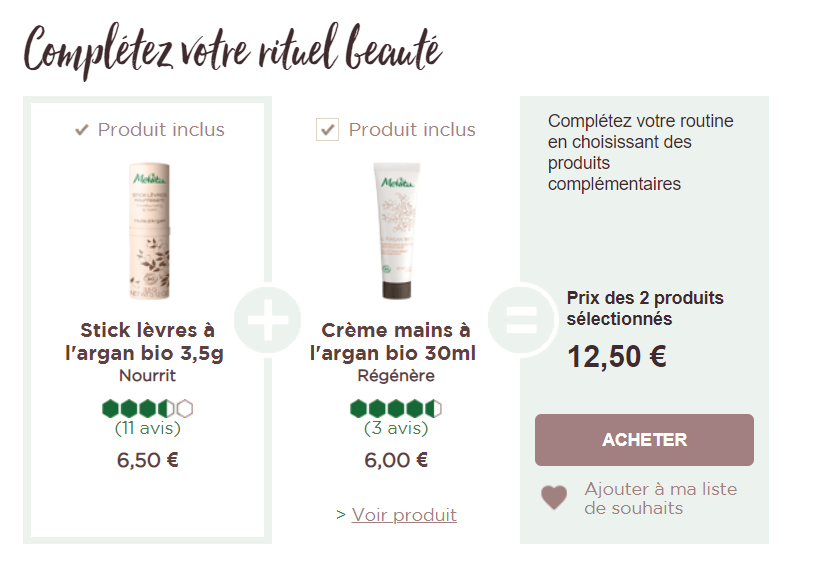 Complétez votre rituel beauté
Produit inclus
Melvita
Stick lèvres à
l'argan bio 3,5g
Nourrit
(11 avis)
6,50 €
Produit inclus
Melvita
Crème mains à
l'argan bio 30ml
Régénère
(3 avis)
6,00 €
> Voir produit
Complétez votre routine
en choisissant des
produits
complémentaires
Prix des 2 produits
sélectionnés
12,50 €
ACHETER
Ajouter à ma liste
de souhaits